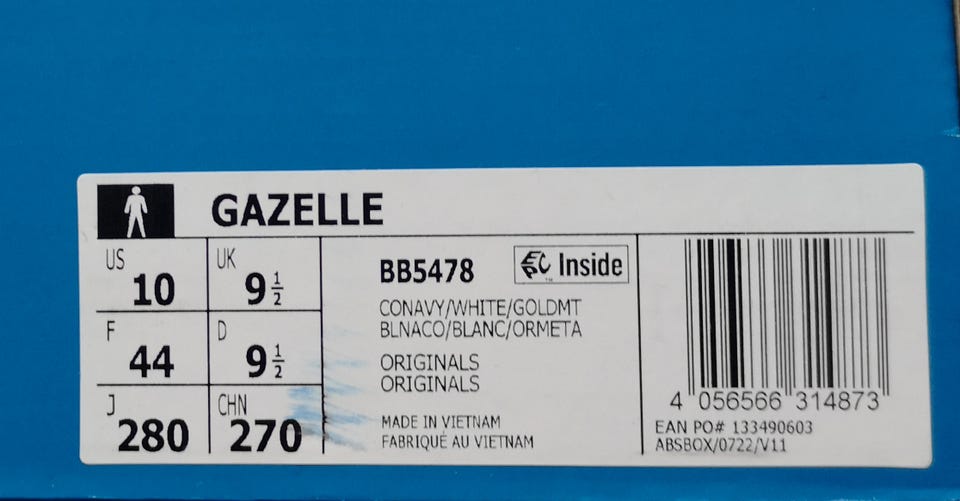 GAZELLE
US 10 UK 9 1/2
F 44 D 9 1/2
J 280 CHN 270
BB5478 EPC Inside
™
CONAVY/WHITE/GOLDMT
BLNACO/BLANC/ORMETA
ORIGINALS
ORIGINALS
MADE IN VIETNAM
FABRIQUÉ AU VIETNAM
4 056566 314873
EAN PO# 133490603
ABSBOX/0722/V11